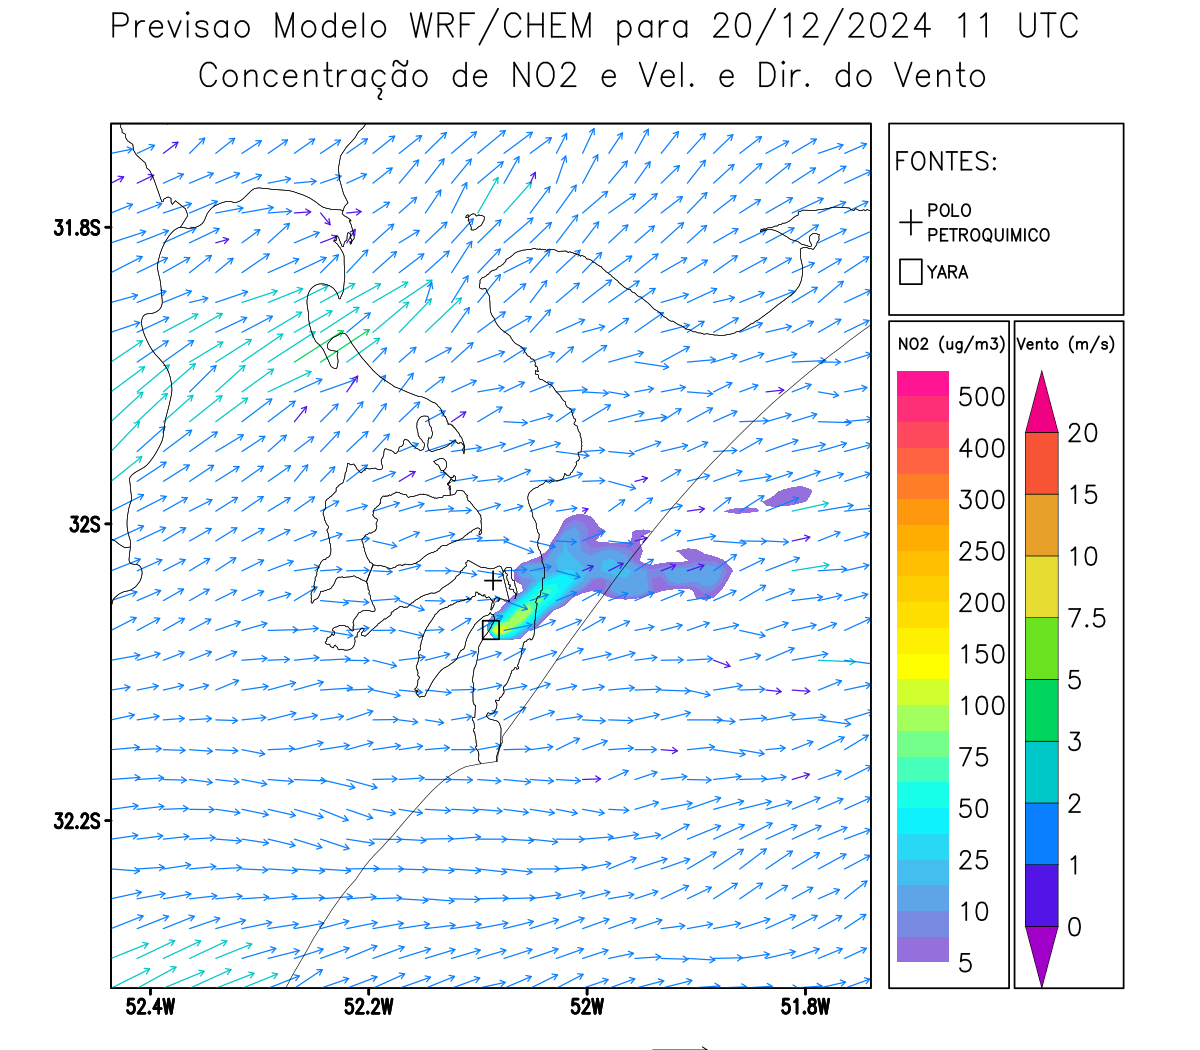 Previsao Modelo WRF/CHEM para 20/12/2024 11 UTC
Concentração de NO2 e Vel. e Dir. do Vento
FONTES:
POLO
PETROQUIMICO
YARA
NO2 (ug/m3)
500
400
300
250
200
150
100
75
50
25
10
5
Vento (m/s)
20
15
10
7.5
5
3
2
1
0
31.8S
32S
32.2S
52.4W
52.2W
52W
51.8W